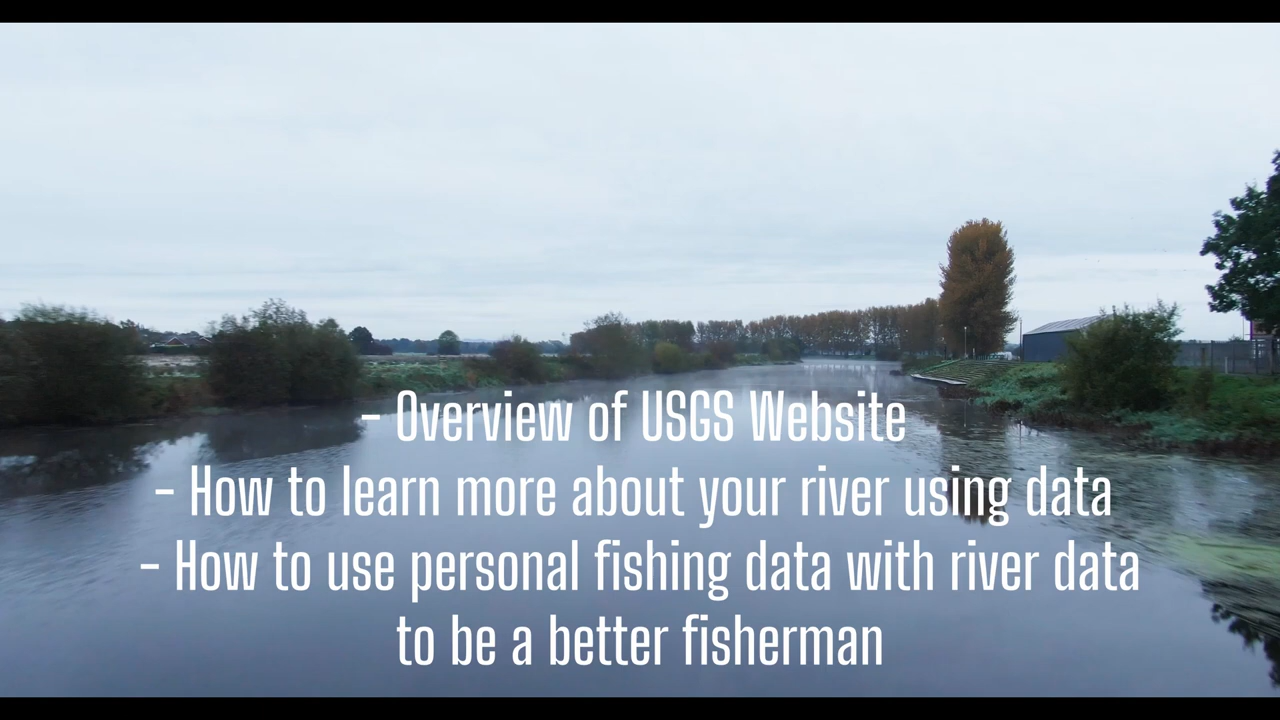 - Overview of USGS Website
- How to learn more about your river using data
- How to use personal fishing data with river data
to be a better fisherman